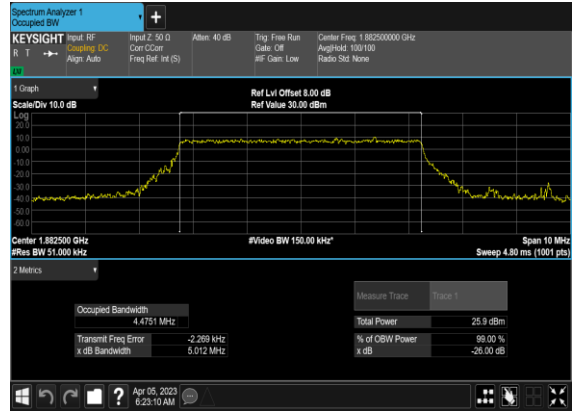 Spectrum Analyzer 1
Occupied BW
+
KEYSIGHT Input: RF Input Z: 50 Ω Atten: 40 dB Trig: Free Run Center Freq: 1.882500000 GHz
R T Coupling: DC Corr CCorr Gate: Off Avg|Hold: 100/100
Align: Auto Freq Ref: Int (S) #IF Gain: Low Radio Std: None
1 Graph
Ref Lvl Offset 8.00 dB
Scale/Div 10.0 dB Ref Value 30.00 dBm
Log
20.0
10.0
0.00
-10.0
-20.0
-30.0
-40.0
-50.0
-60.0
Center 1.882500 GHz #Video BW 150.00 kHz* Span 10 MHz
#Res BW 51.000 kHz Sweep 4.80 ms (1001 pts)
2 Metrics
Measure Trace Trace 1
Occupied Bandwidth
4.4751 MHz Total Power 25.9 dBm
Transmit Freq Error -2.269 kHz % of OBW Power 99.00 %
x dB Bandwidth 5.012 MHz x dB -26.00 dB
? Apr 05, 2023
6:23:10 AM